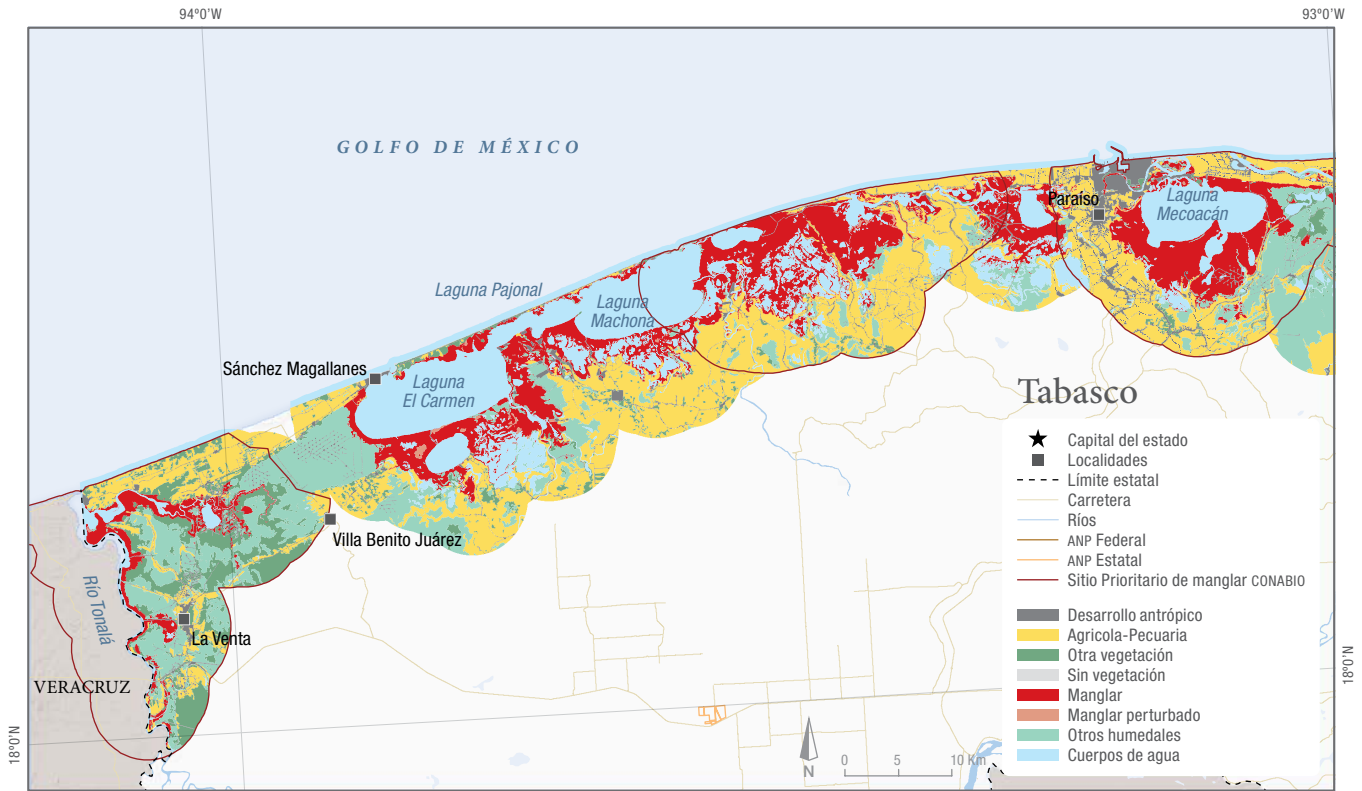 94°0'W
93°0'W
GOLFO DE MÉXICO
Paraíso
Laguna
Mecoacán
Laguna Pajonal
Laguna
Machona
Sánchez Magallanes
Laguna
El Carmen
Tabasco
Villa Benito Juárez
Río Tonalá
La Venta
VERACRUZ
18°0'N
18°0'N
N
0 5 10 Km
Capital del estado
Localidades
Límite estatal
Carretera
Ríos
ANP Federal
ANP Estatal
Sitio Prioritario de manglar CONABIO
Desarrollo antrópico
Agricola-Pecuaria
Otra vegetación
Sin vegetación
Manglar
Manglar perturbado
Otros humedales
Cuerpos de agua